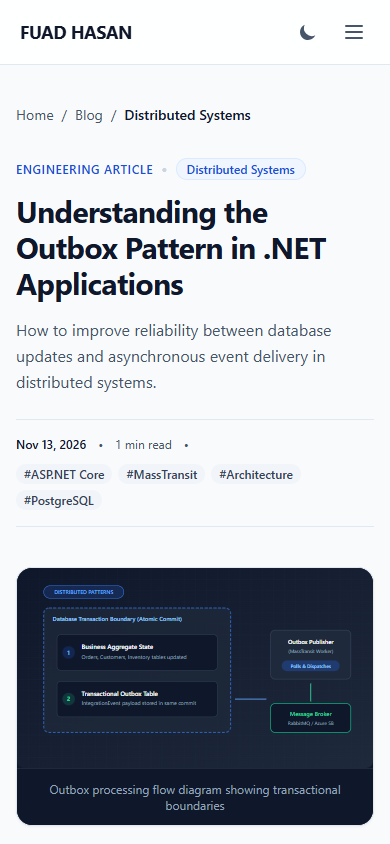 FUAD HASAN
Home / Blog / Distributed Systems
ENGINEERING ARTICLE • Distributed Systems
Understanding the
Outbox Pattern in .NET
Applications
How to improve reliability between database
updates and asynchronous event delivery in
distributed systems.
Nov 13, 2026 • 1 min read •
#ASP.NET Core #MassTransit #Architecture
#PostgreSQL
DISTRIBUTED PATTERNS
Database Transaction Boundary (Atomic Commit)
1 Business Aggregate State
Orders, Customers, Inventory tables updated
2 Transactional Outbox Table
IntegrationEvent payload stored in same commit
Outbox Publisher
(MassTransit Worker)
Polls & Dispatches
Message Broker
RabbitMQ / Azure SB
Outbox processing flow diagram showing transactional
boundaries